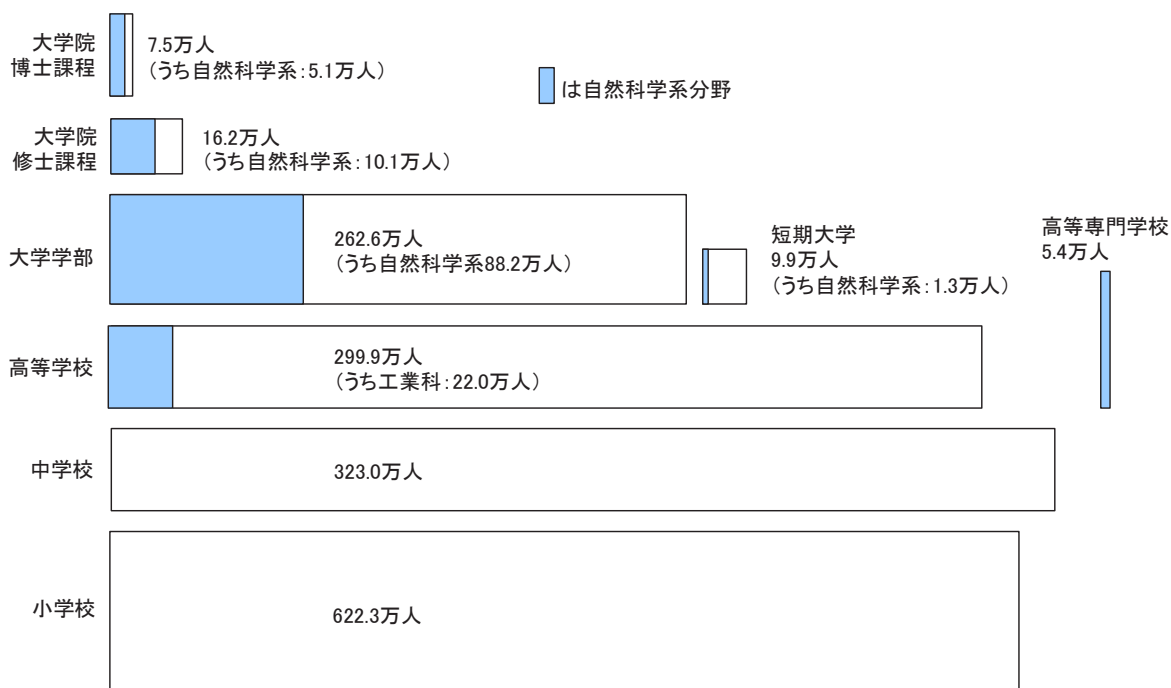 大学院
博士課程
7.5万人
(うち自然科学系:5.1万人)
は自然科学系分野
大学院
修士課程
16.2万人
(うち自然科学系:10.1万人)
大学学部
262.6万人
(うち自然科学系88.2万人)
短期大学
9.9万人
(うち自然科学系:1.3万人)
高等専門学校
5.4万人
高等学校
299.9万人
(うち工業科:22.0万人)
中学校
323.0万人
小学校
622.3万人